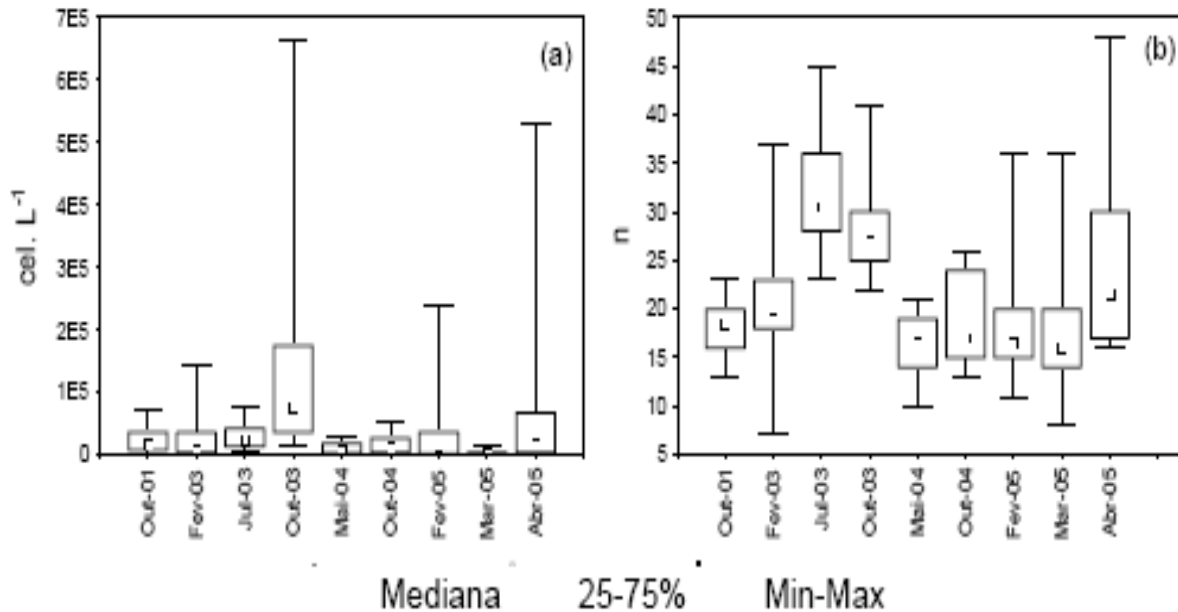 7E5
6E5
5E5
4E5
3E5
2E5
1E5
0
cel. L⁻¹
(a)
Out-01
Fev-03
Jul-03
Out-03
Mai-04
Out-04
Fev-05
Mar-05
Abr-05
50
45
40
35
30
25
20
15
10
5
n
(b)
Out-01
Fev-03
Jul-03
Out-03
Mai-04
Out-04
Fev-05
Mar-05
Abr-05
Mediana 25-75% Min-Max